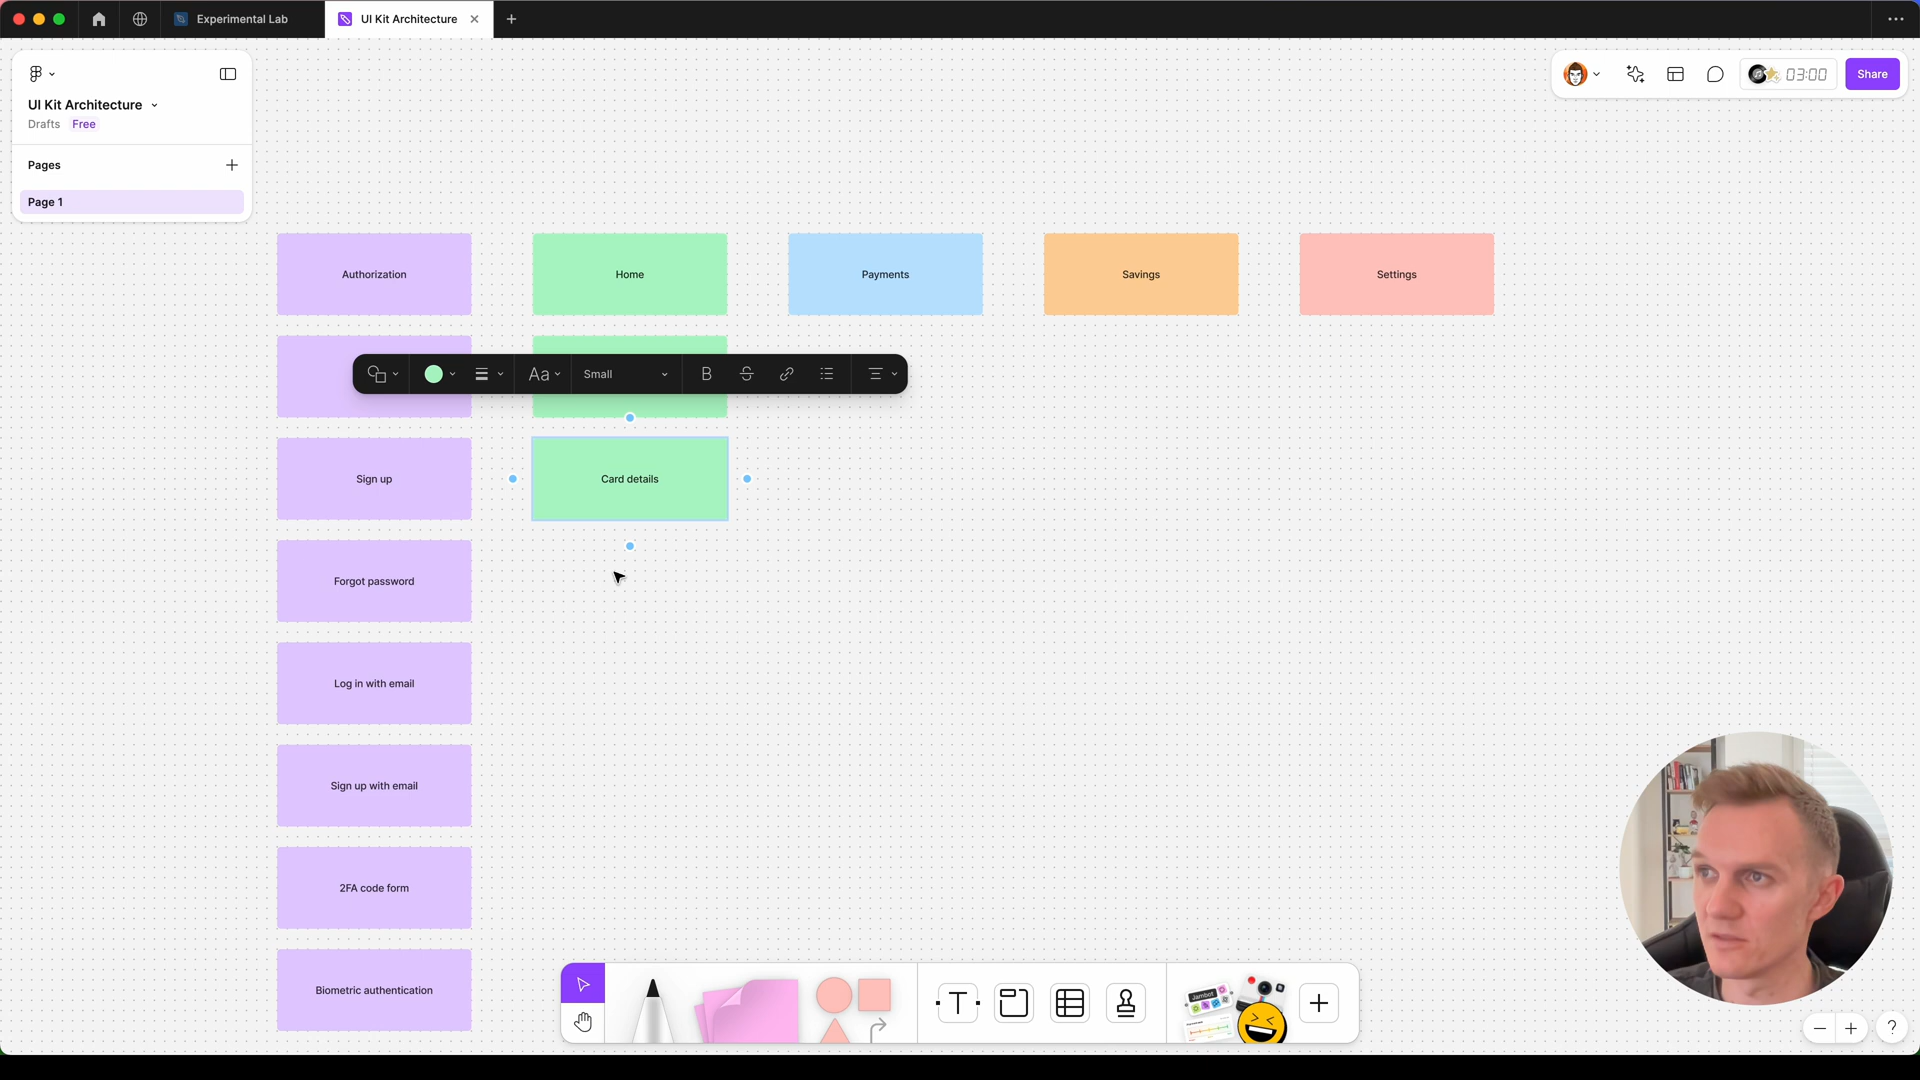 Experimental Lab
UI Kit Architecture
UI Kit Architecture
Drafts Free
Pages
Page 1
03:00
Share
Authorization
Home
Payments
Savings
Settings
Aa
Small
B
S
Sign up
Card details
Forgot password
Log in with email
Sign up with email
2FA code form
Biometric authentication
T
Jambot
?